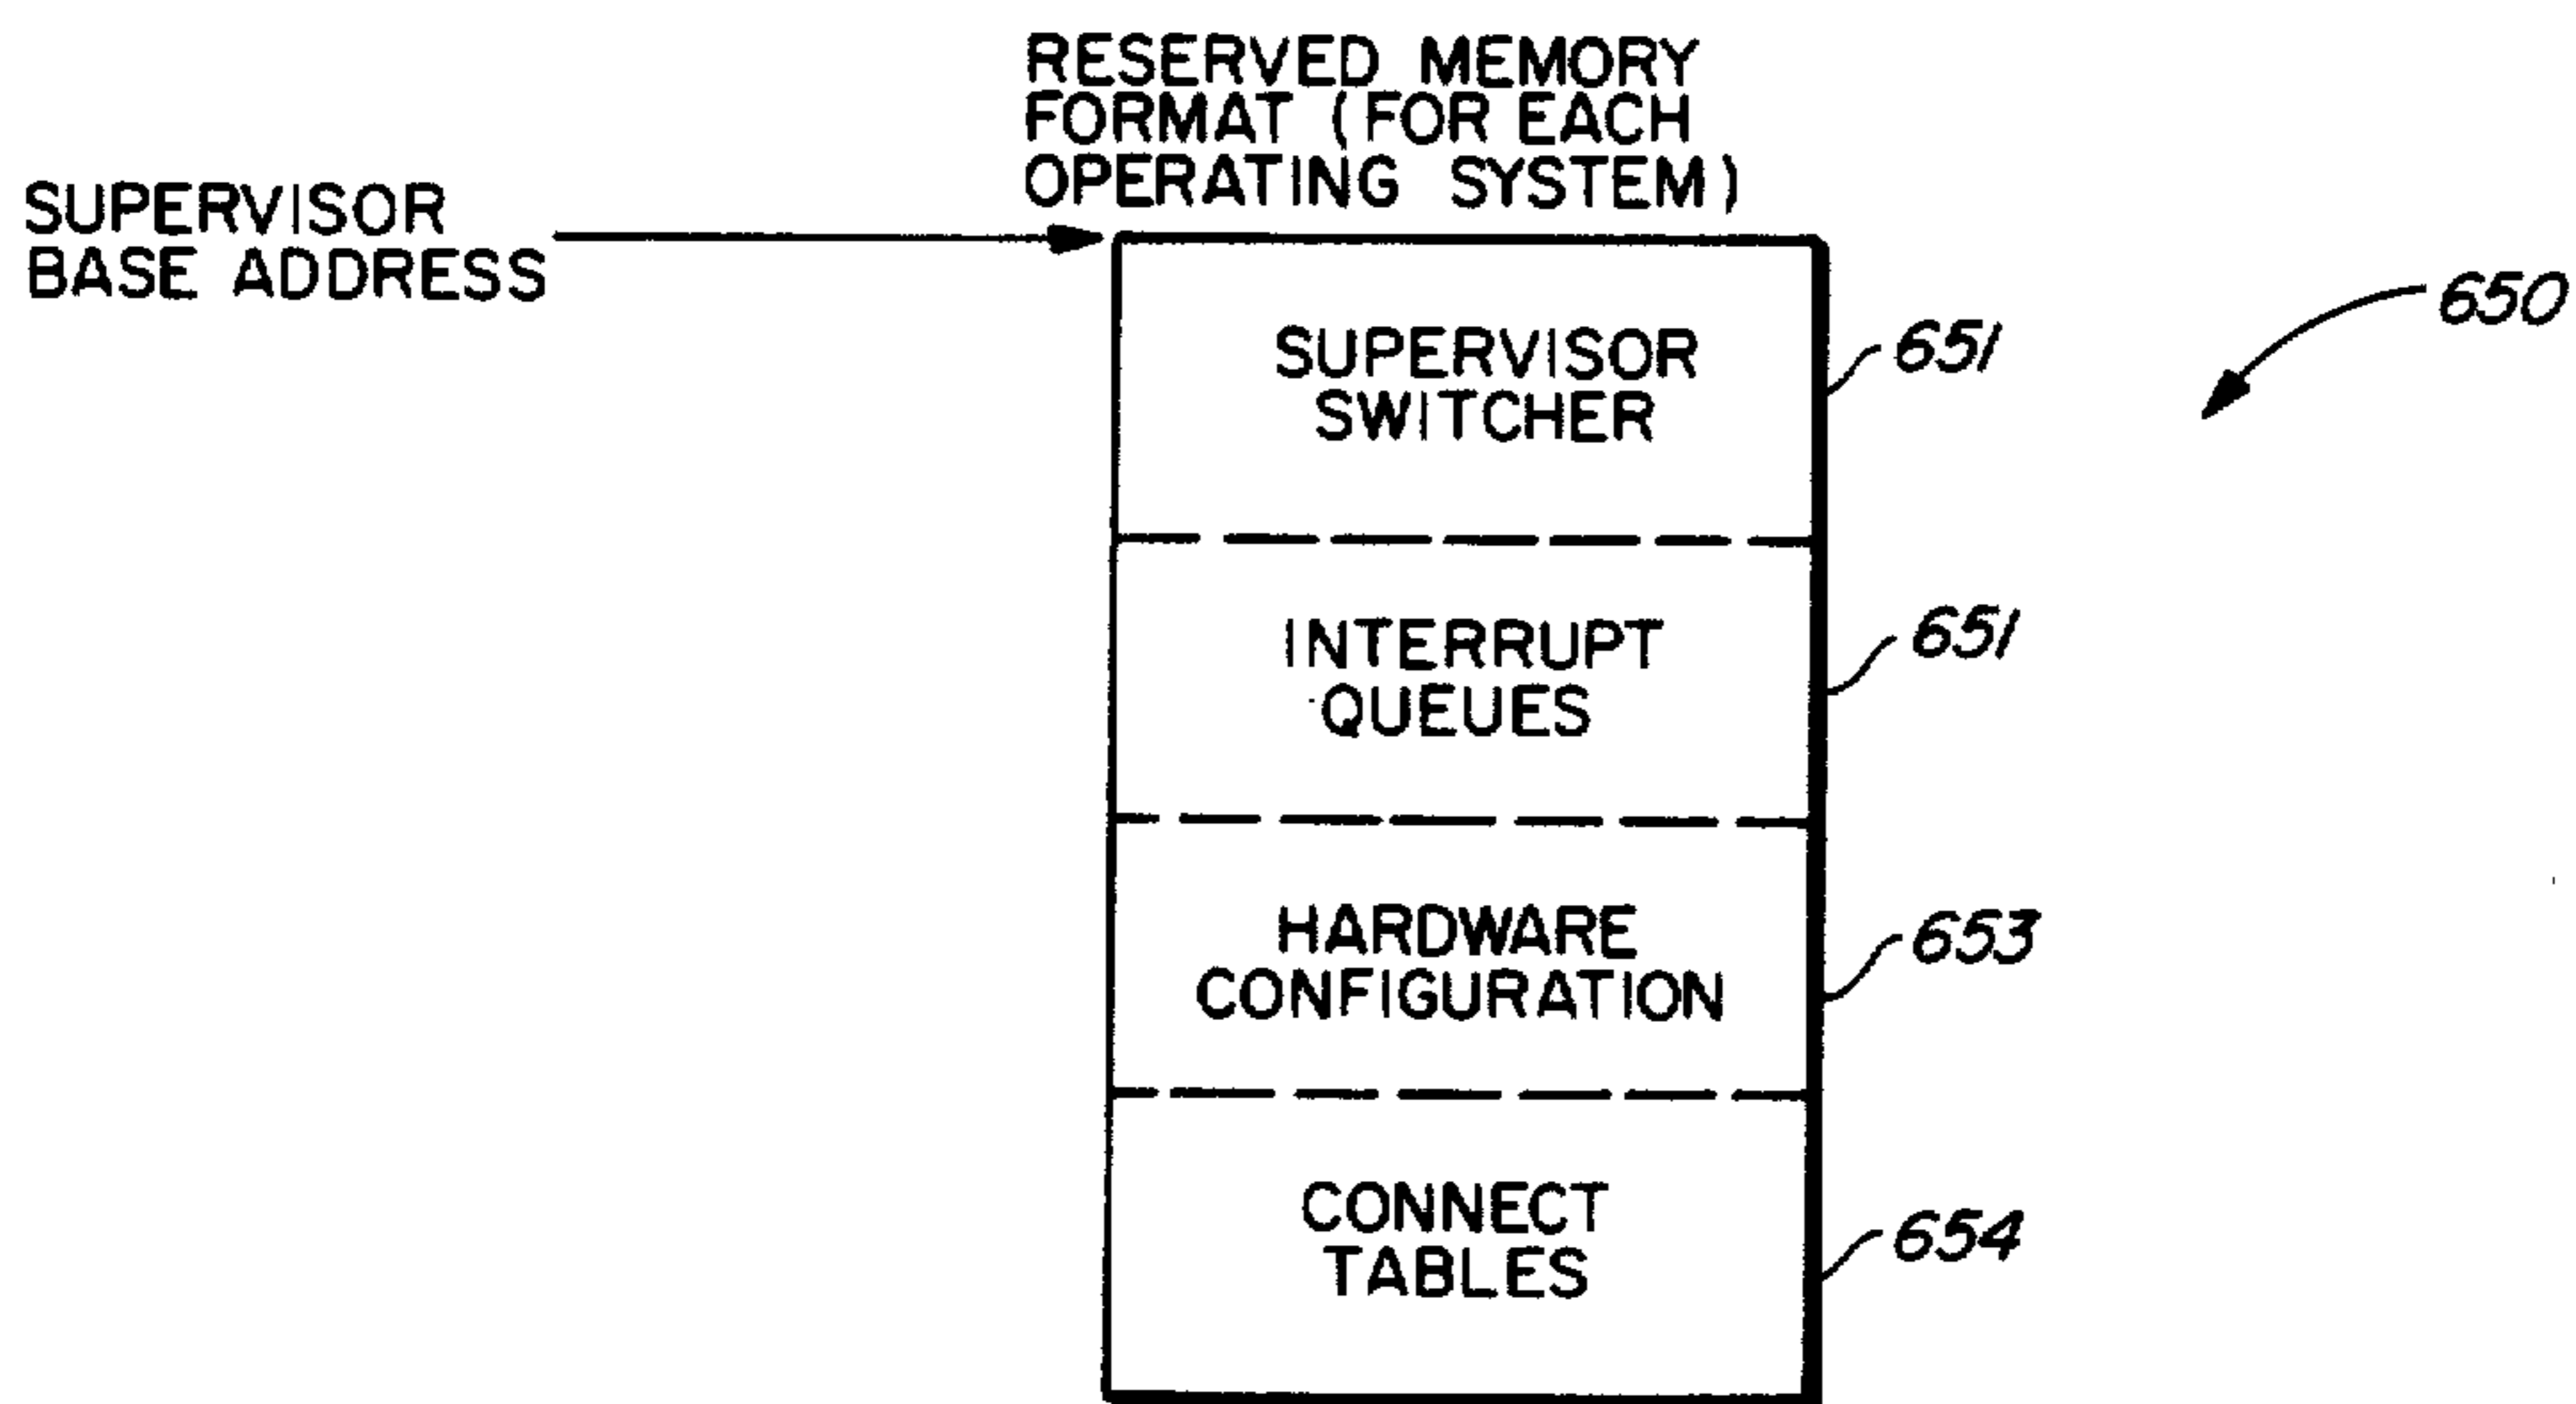 RESERVED MEMORY
FORMAT (FOR EACH
OPERATING SYSTEM)
SUPERVISOR
BASE ADDRESS
650
SUPERVISOR
SWITCHER
651
INTERRUPT
QUEUES
651
HARDWARE
CONFIGURATION
653
CONNECT
TABLES
654